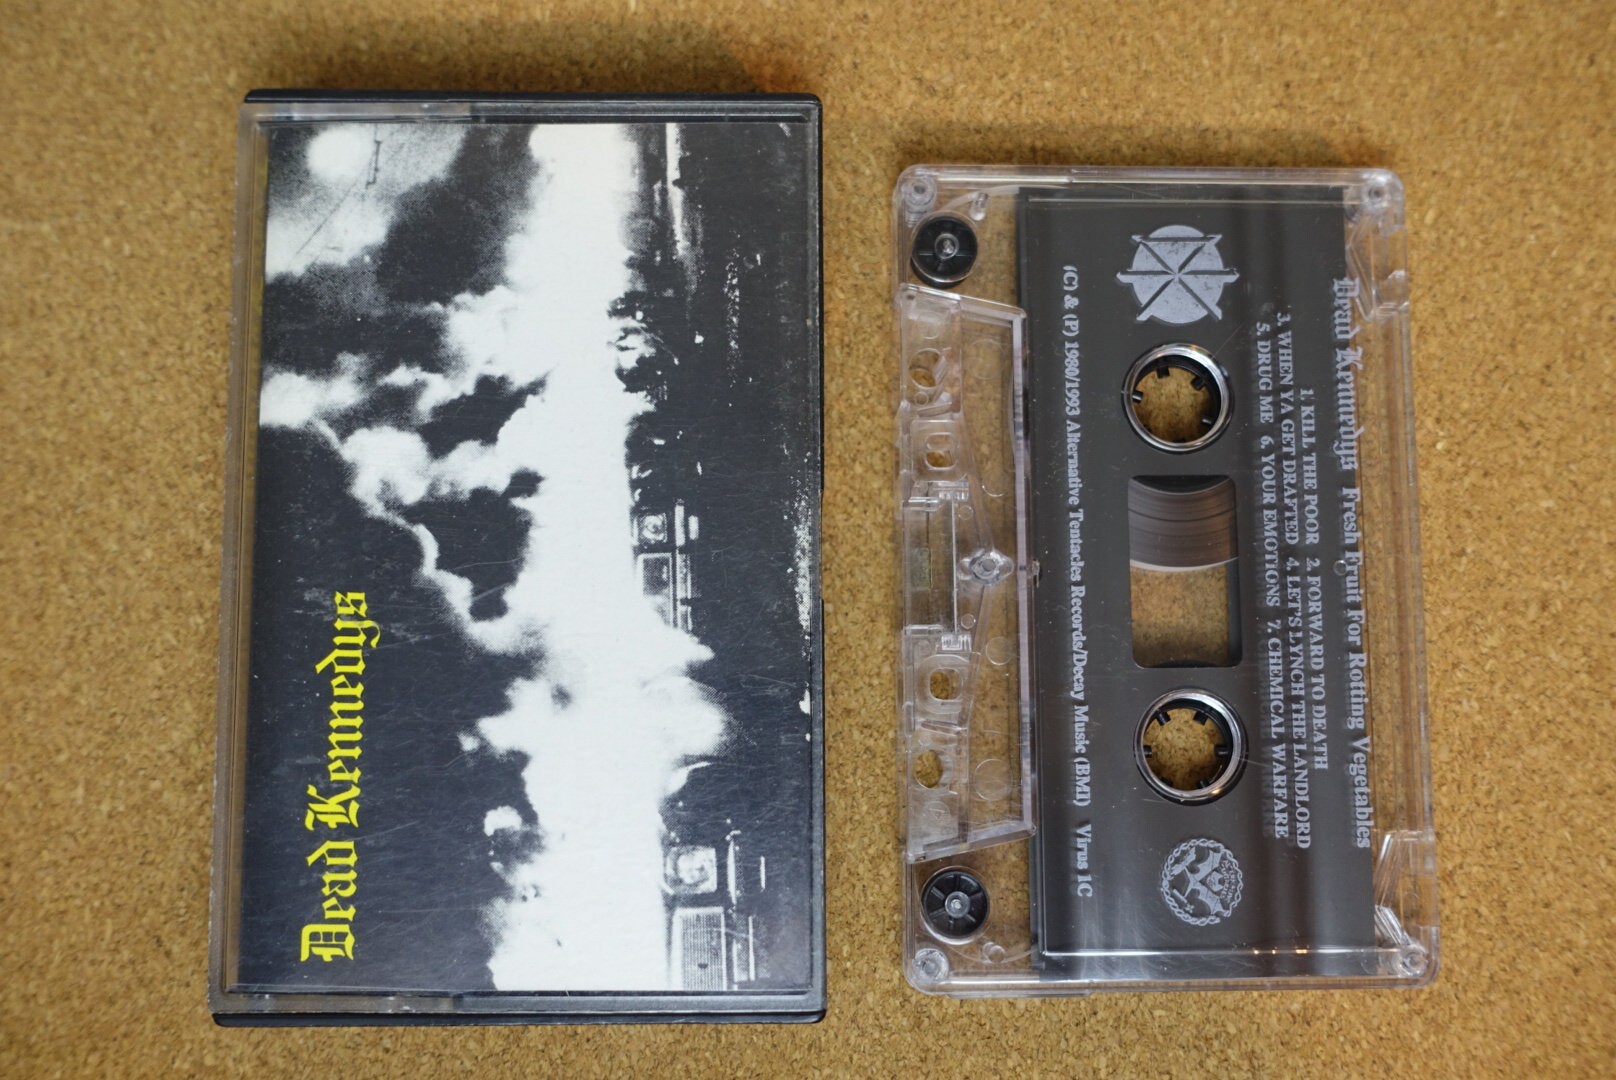 Dead Kennedys
Dead Kennedys Fresh Fruit For Rotting Vegetables
1. KILL THE POOR 2. FORWARD TO DEATH
3. WHEN YA GET DRAFTED 4. LET'S LYNCH THE LANDLORD
5. DRUG ME 6. YOUR EMOTIONS 7. CHEMICAL WARFARE
(C) & (P) 1980/1993 Alternative Tentacles Records/Decay Music (BMI) Virus 1C